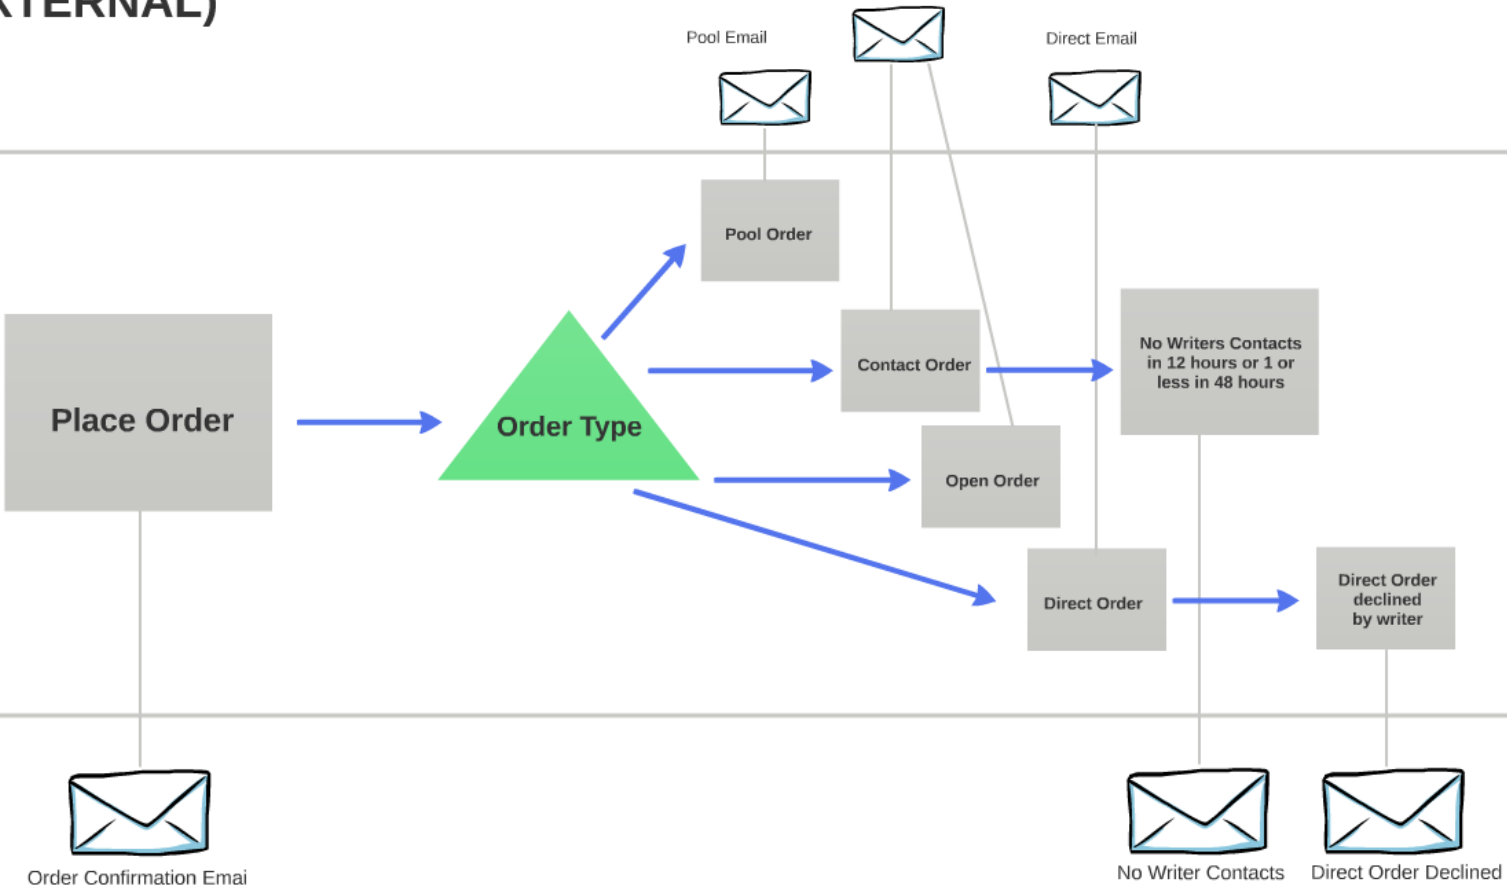 XTERNAL)
Pool Email
Direct Email
Pool Order
Contact Order
No Writers Contacts
in 12 hours or 1 or
less in 48 hours
Place Order
Order Type
Open Order
Direct Order
Direct Order
declined
by writer
Order Confirmation Emai
No Writer Contacts
Direct Order Declined